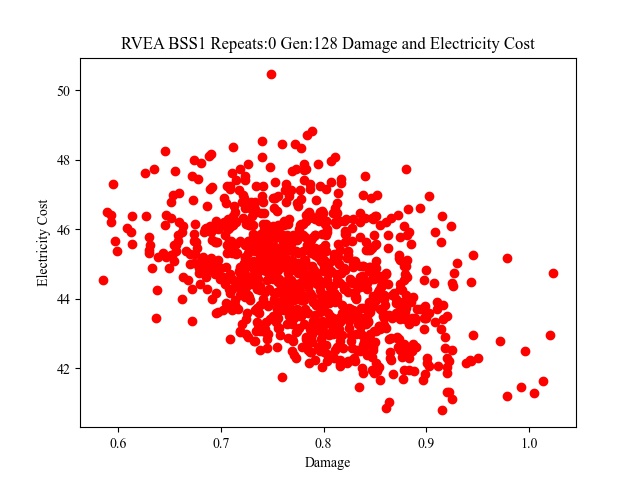 RVEA BSS1 Repeats:0 Gen:128 Damage and Electricity Cost
50
48
46
44
42
Electricity Cost
0.6 0.7 0.8 0.9 1.0
Damage